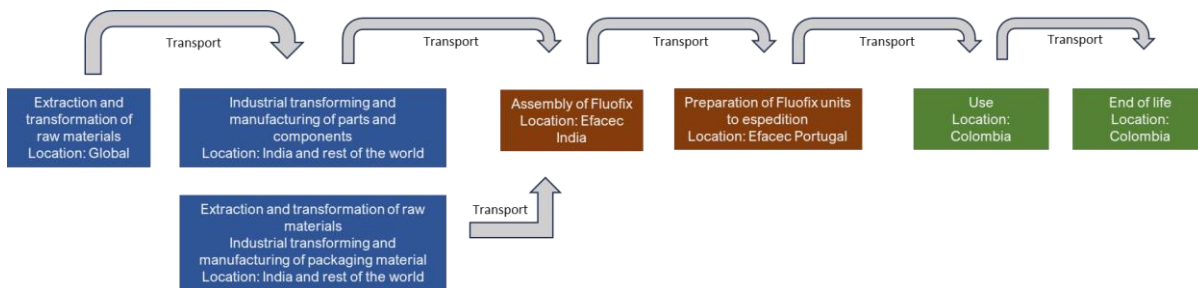 Transport
Transport
Transport
Transport
Transport
Extraction and
transformation of
raw materials
Location: Global
Industrial transforming and
manufacturing of parts and
components
Location: India and rest of the world
Assembly of Fluofix
Location: Efacec
India
Preparation of Fluofix units
to espedition
Location: Efacec Portugal
Use
Location:
Colombia
End of life
Location:
Colombia
Extraction and transformation of raw
materials
Industrial transforming and
manufacturing of packaging material
Location: India and rest of the world
Transport